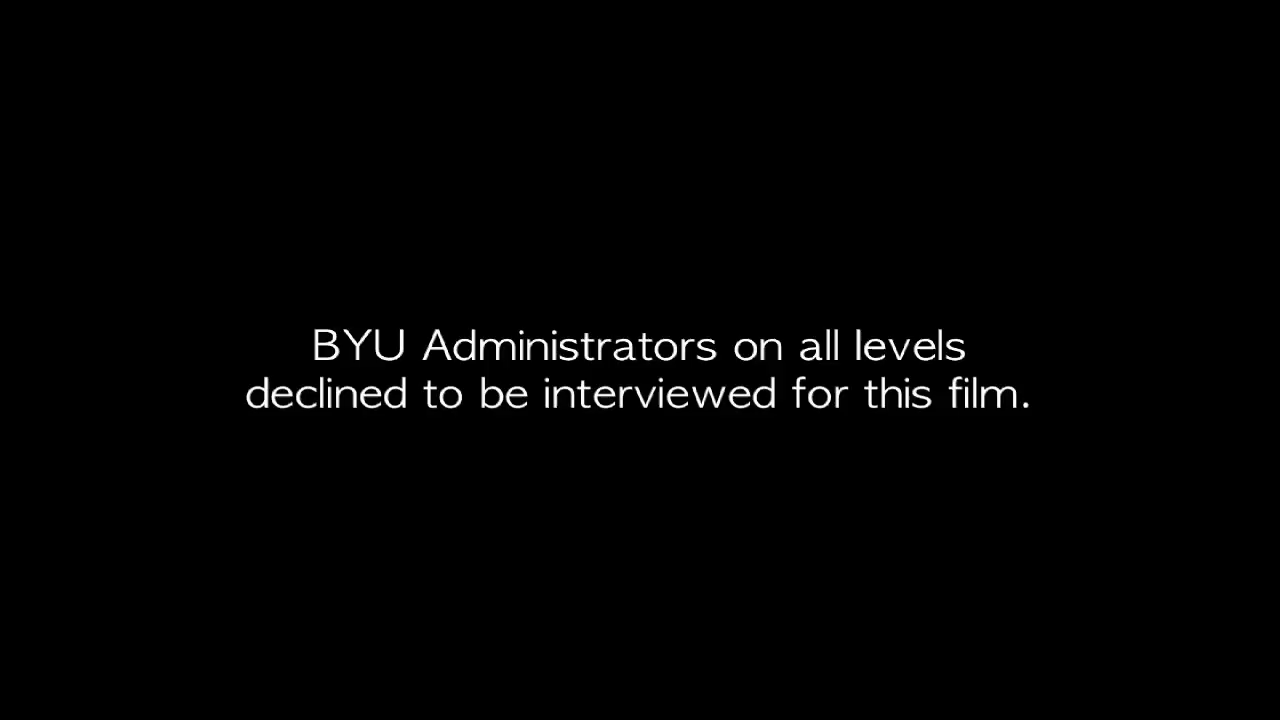 BYU Administrators on all levels
declined to be interviewed for this film.